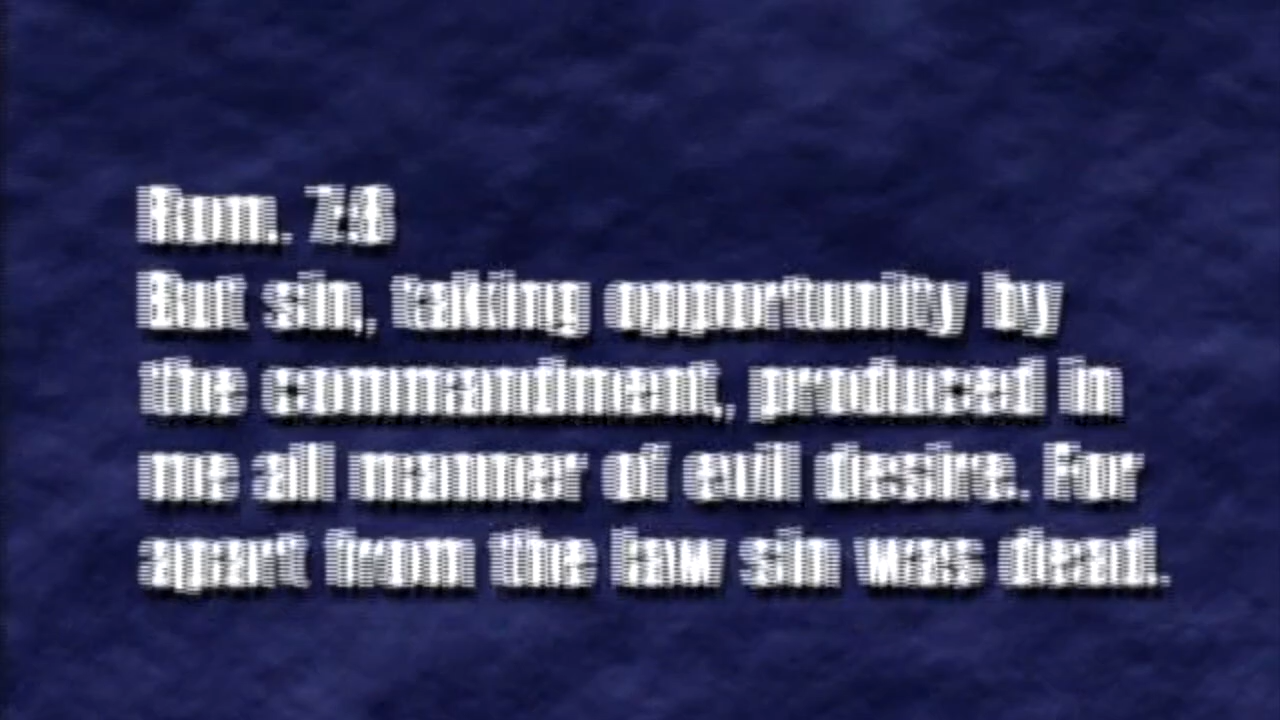 Rom. 7:8
But sin, taking opportunity by
the commandment, produced in
me all manner of evil desire. For
apart from the law sin was dead.